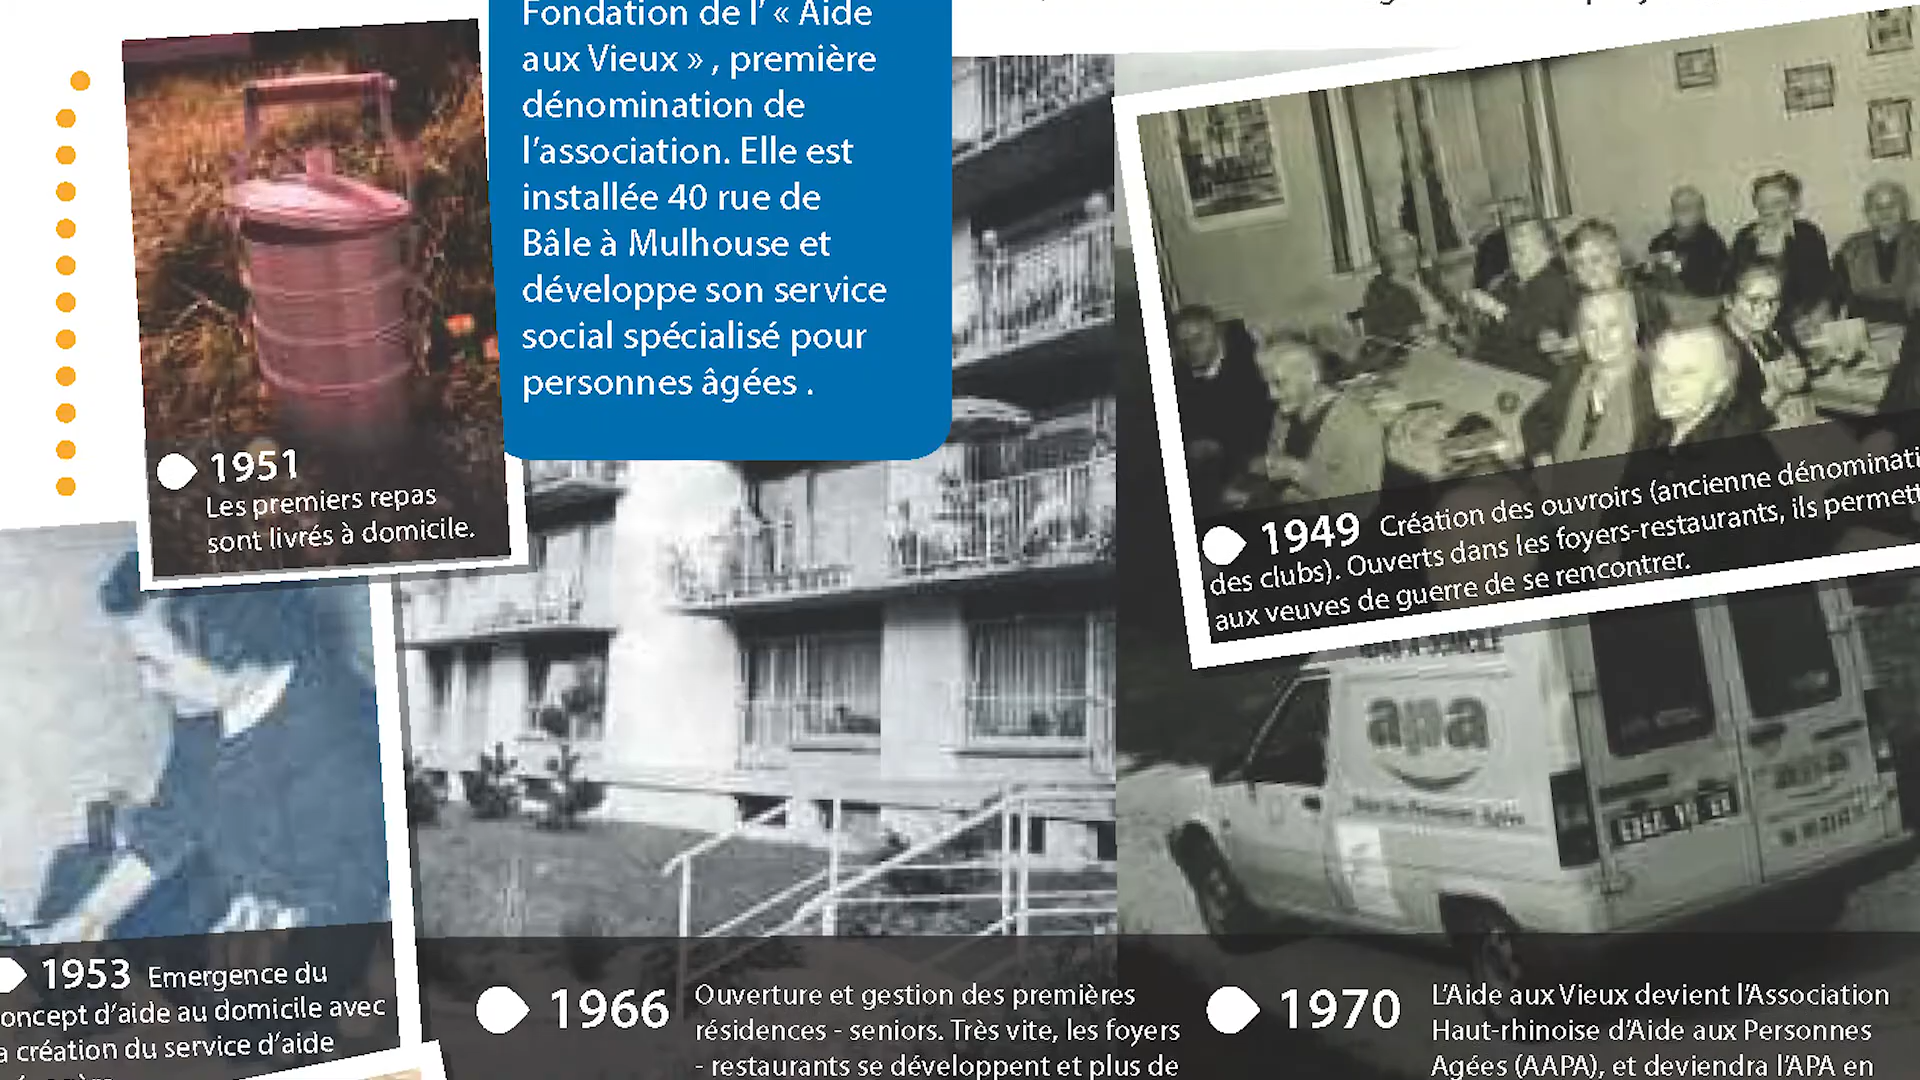 Fondation de l’ « Aide
aux Vieux » , première
dénomination de
l’association. Elle est
installée 40 rue de
Bâle à Mulhouse et
développe son service
social spécialisé pour
personnes âgées .
1951
Les premiers repas
sont livrés à domicile.
1949 Création des ouvroirs (ancienne dénominati
des clubs). Ouverts dans les foyers-restaurants, ils permett
aux veuves de guerre de se rencontrer.
apa
apa
1953 Emergence du
oncept d’aide au domicile avec
a création du service d’aide
1966
Ouverture et gestion des premières
résidences - seniors. Très vite, les foyers
- restaurants se développent et plus de
1970
L’Aide aux Vieux devient l’Association
Haut-rhinoise d’Aide aux Personnes
Agées (AAPA), et deviendra l’APA en